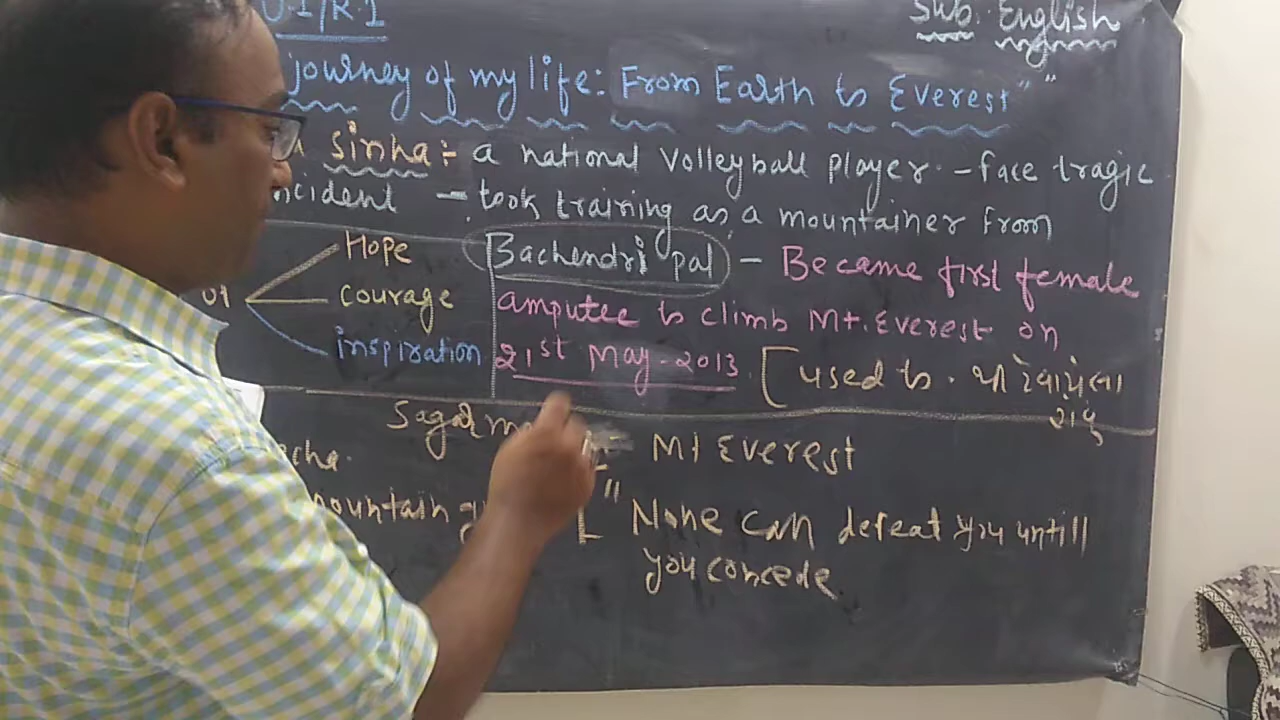 U.I/R.1
Sub. English
journey of my life: From Earth to Everest"
Sinha :- a national volleyball player - face tragic
incident - took training as a mountainer from
Hope
courage
inspiration
Bachendri pal - Became first female
amputee to climb Mt. Everest on
21st May-2013 [used to.
Mt Everest
mountain
" None can defeat you untill
you concede